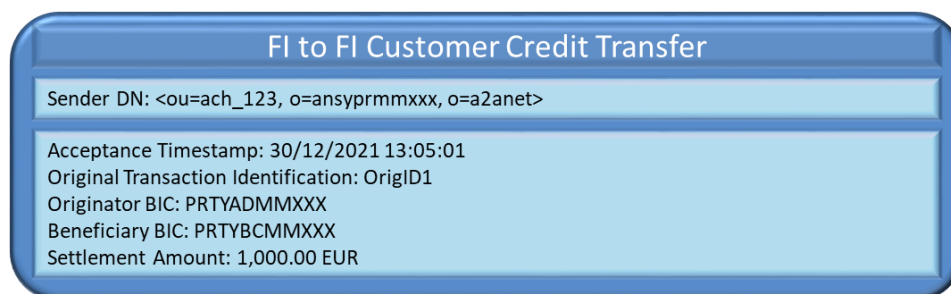 FI to FI Customer Credit Transfer
Sender DN: <ou=ach_123, o=ansyprmmxxx, o=a2anet>
Acceptance Timestamp: 30/12/2021 13:05:01
Original Transaction Identification: OrigID1
Originator BIC: PRTYADMMXXX
Beneficiary BIC: PRTYBCMMXXX
Settlement Amount: 1,000.00 EUR